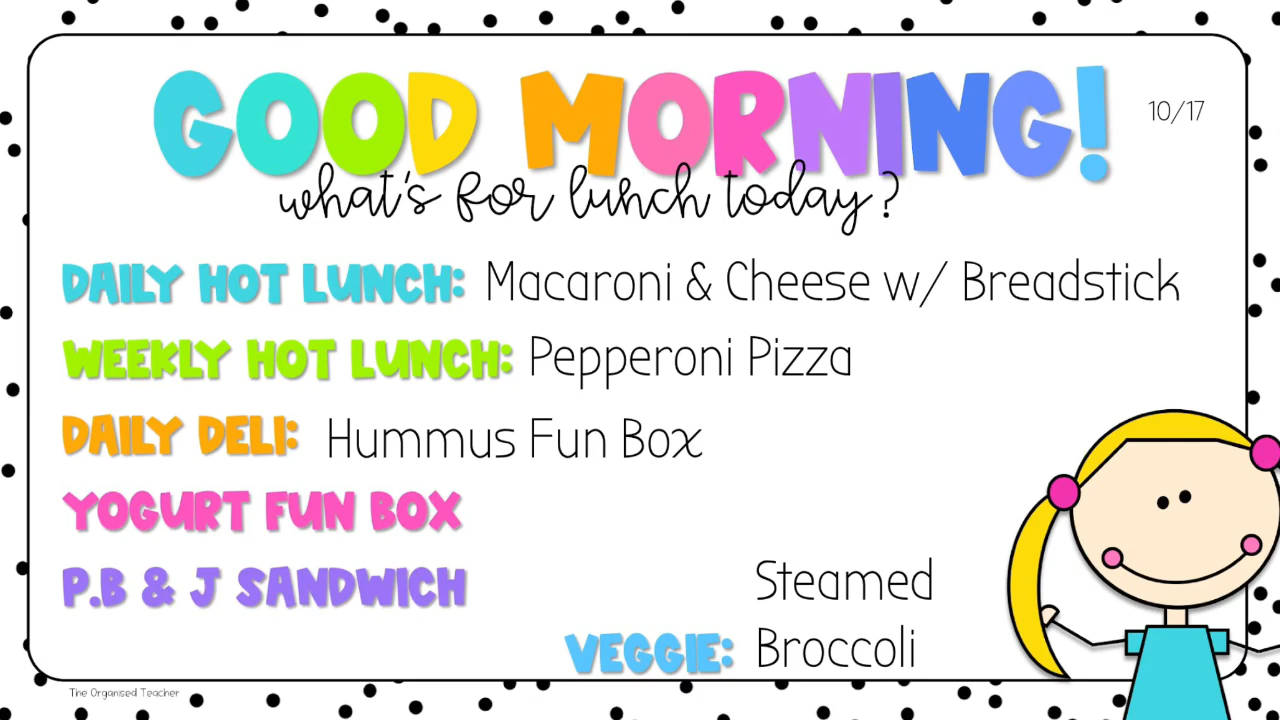 GOOD MORNING!
10/17
what's for lunch today?
DAILY HOT LUNCH: Macaroni & Cheese w/ Breadstick
WEEKLY HOT LUNCH: Pepperoni Pizza
DAILY DELI: Hummus Fun Box
YOGURT FUN BOX
P.B & J SANDWICH
Steamed
VEGGIE: Broccoli
The Organised Teacher